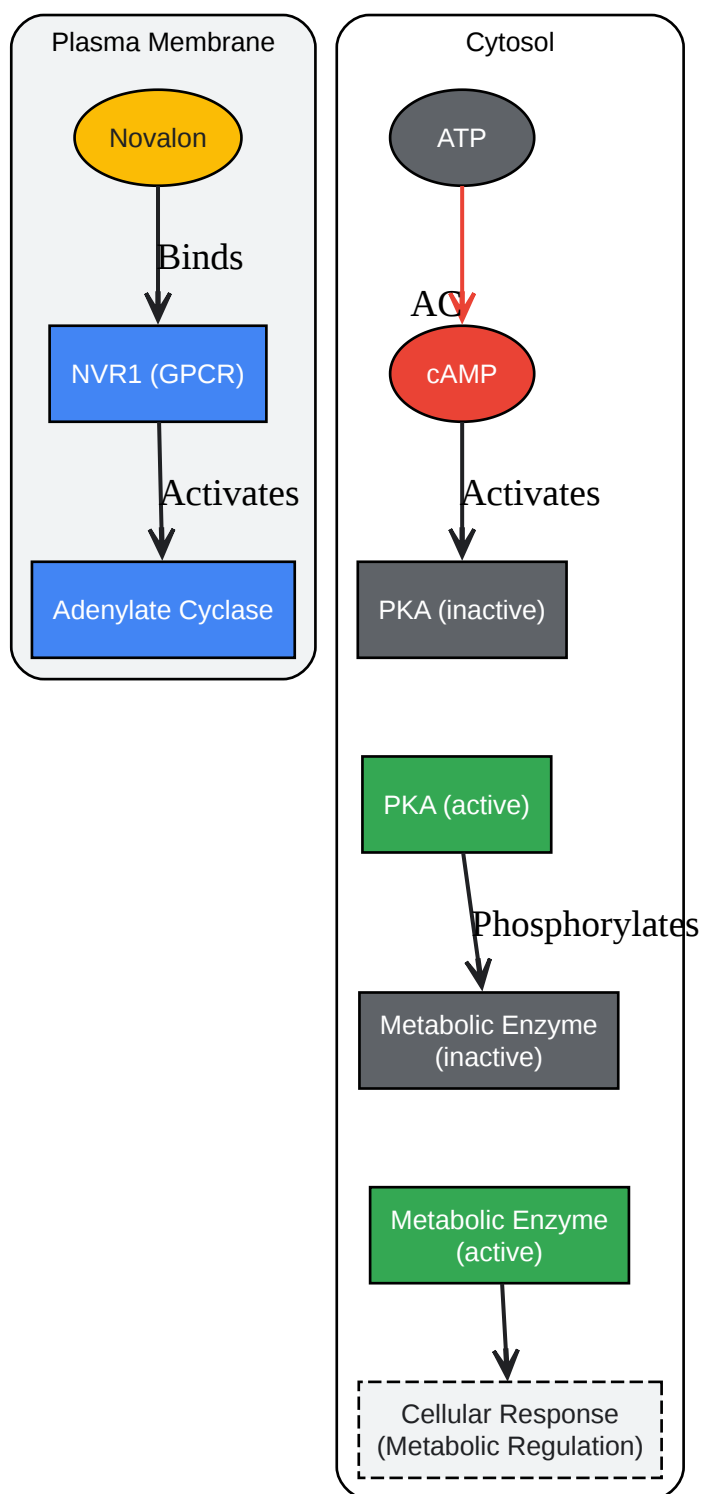 Plasma Membrane
Novalon
Binds
NVR1 (GPCR)
Activates
Adenylate Cyclase
Cytosol
ATP
AC
cAMP
Activates
PKA (inactive)
PKA (active)
Phosphorylates
Metabolic Enzyme
(inactive)
Metabolic Enzyme
(active)
Cellular Response
(Metabolic Regulation)